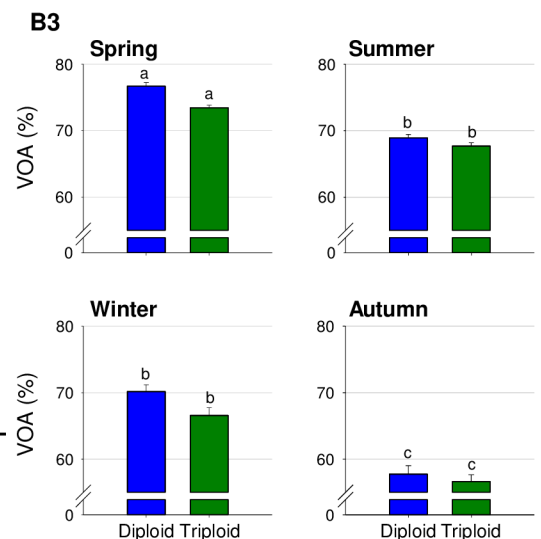 B3
Spring
Summer
80
70
60
0
VOA (%)
a
a
80
70
60
0
b
b
Winter
Autumn
80
70
60
0
VOA (%)
b
b
Diploid Triploid
80
70
60
0
c
c
Diploid Triploid